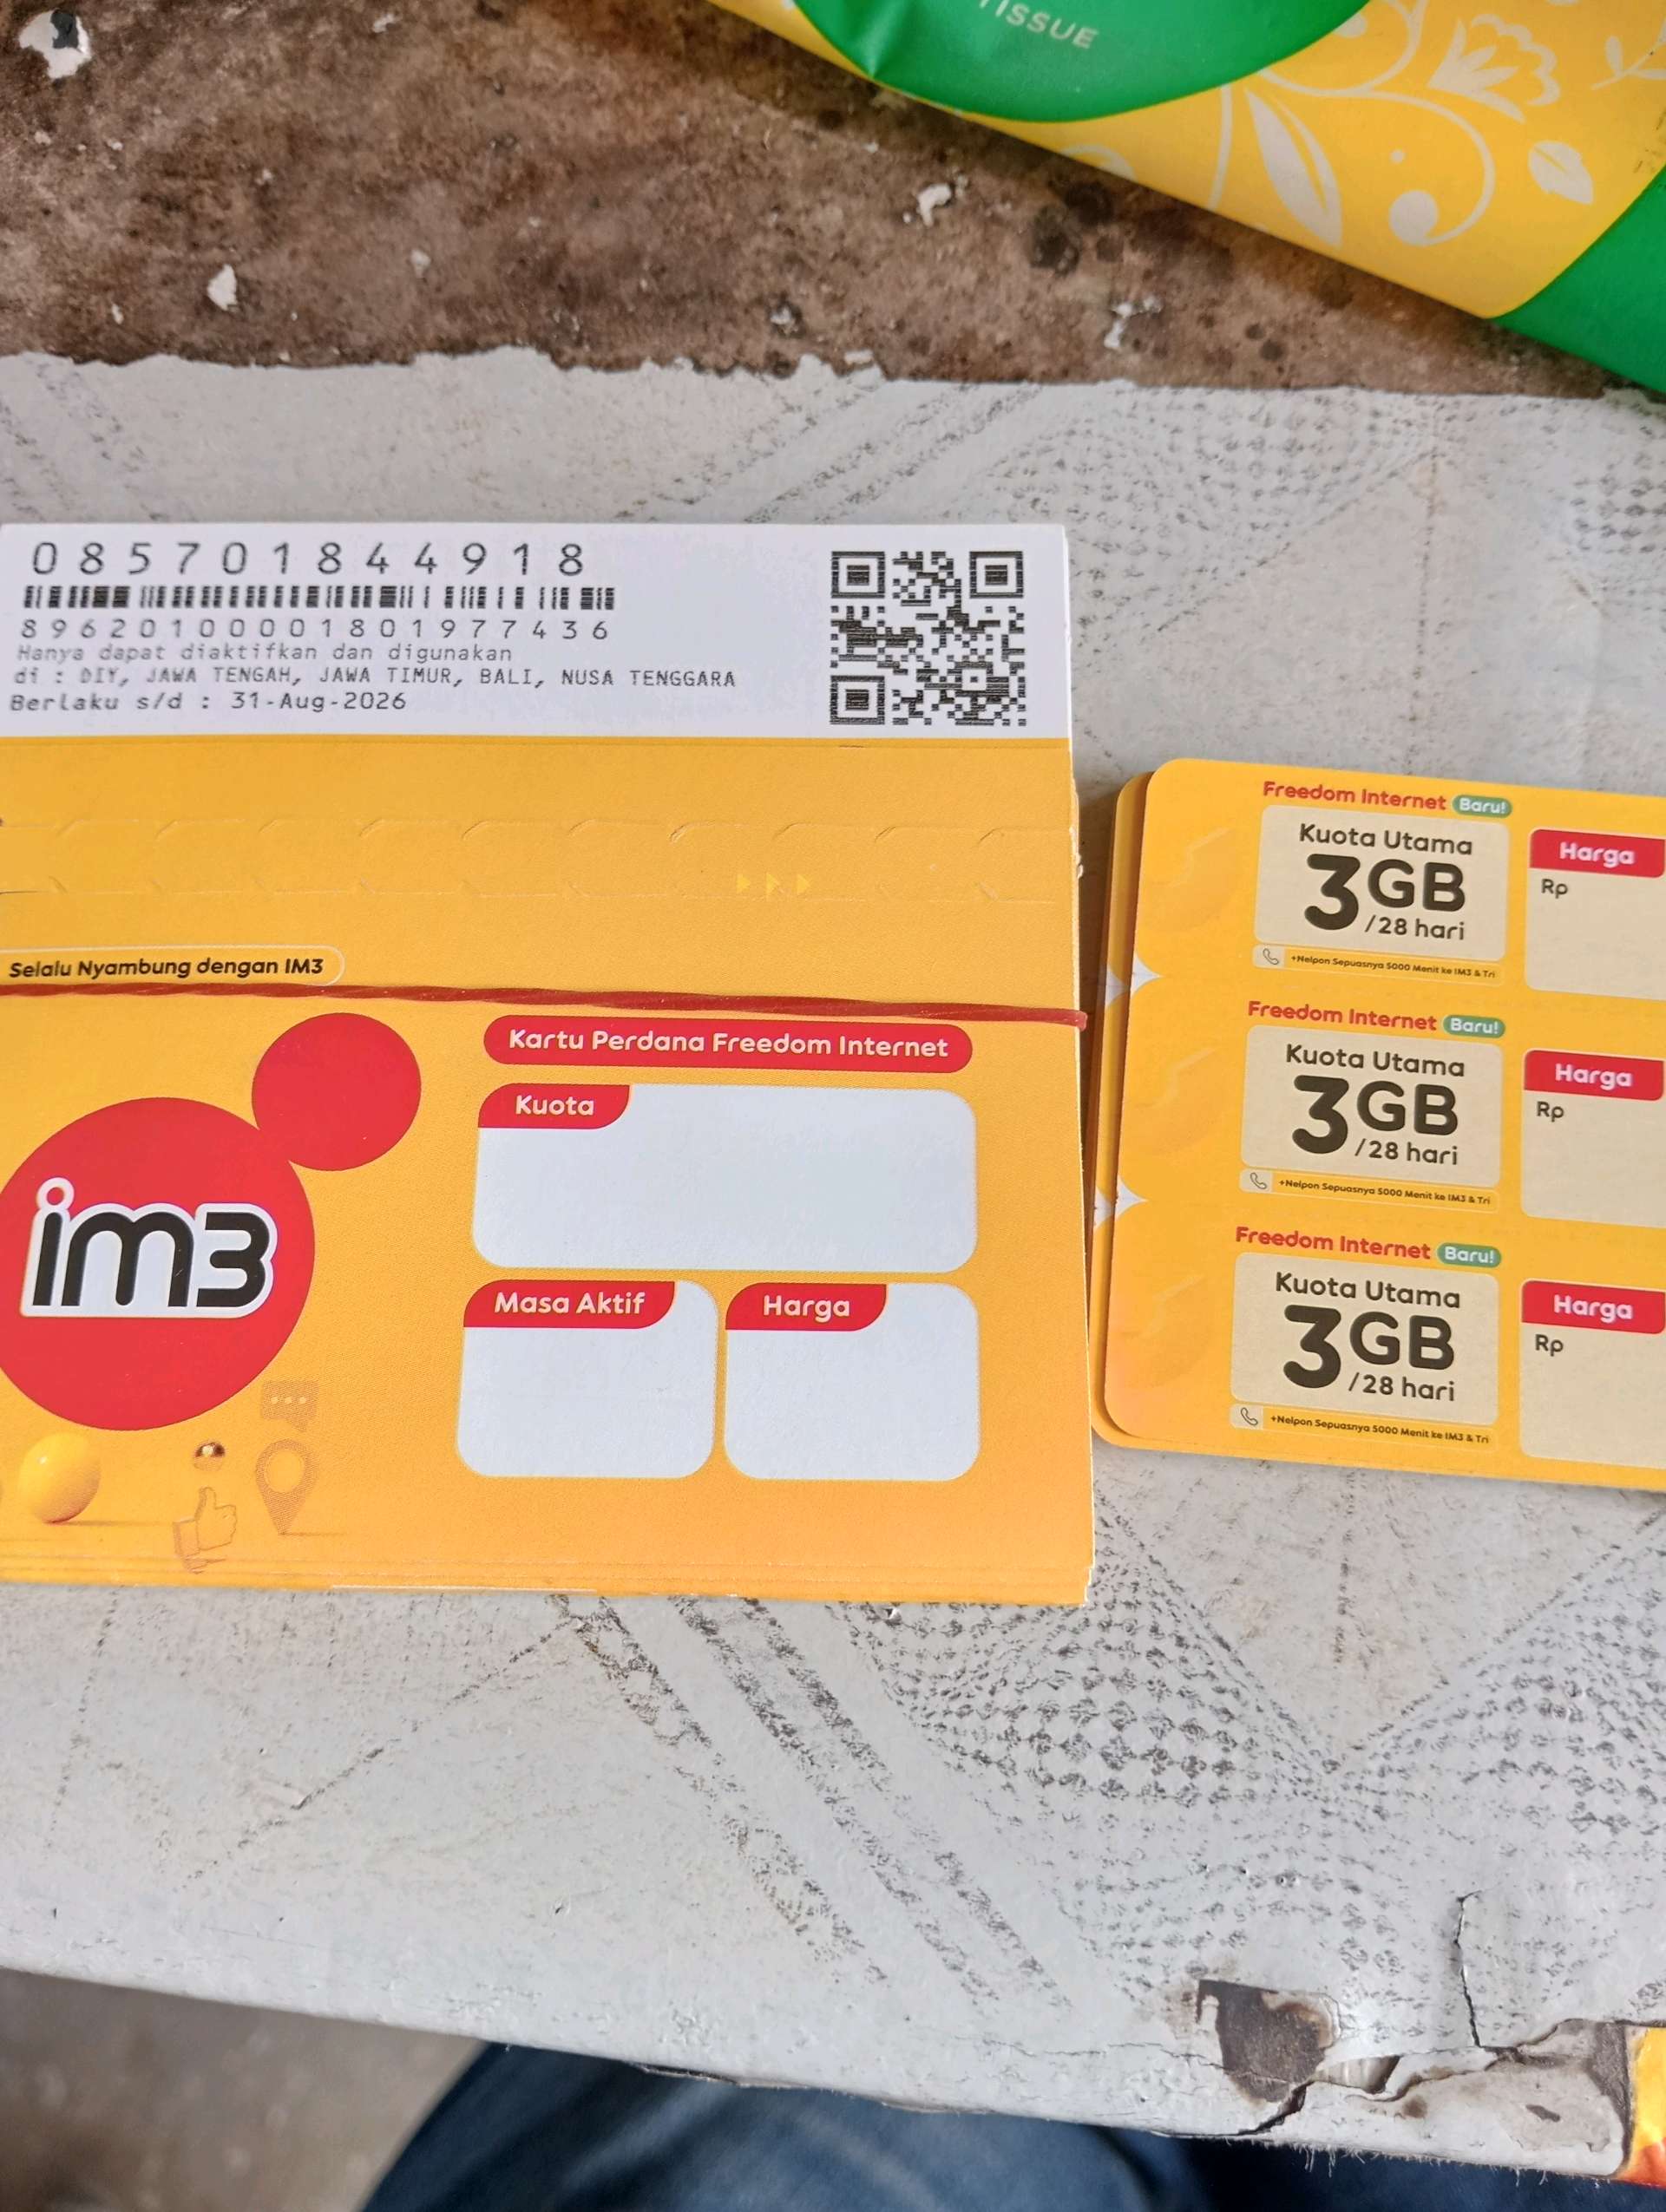 TISSUE
085701844918
89620100001801977436
Hanya dapat diaktifkan dan digunakan
di : DIY, JAWA TENGAH, JAWA TIMUR, BALI, NUSA TENGGARA
Berlaku s/d : 31-Aug-2026
Selalu Nyambung dengan IM3
Kartu Perdana Freedom Internet
Kuota
im3
Masa Aktif
Harga
Freedom Internet Baru!
Kuota Utama
3GB
/28 hari
+Nelpon Sepuasnya 5000 Menit ke IM3 & Tri
Harga
Rp
Freedom Internet Baru!
Kuota Utama
3GB
/28 hari
+Nelpon Sepuasnya 5000 Menit ke IM3 & Tri
Harga
Rp
Freedom Internet Baru!
Kuota Utama
3GB
/28 hari
+Nelpon Sepuasnya 5000 Menit ke IM3 & Tri
Harga
Rp